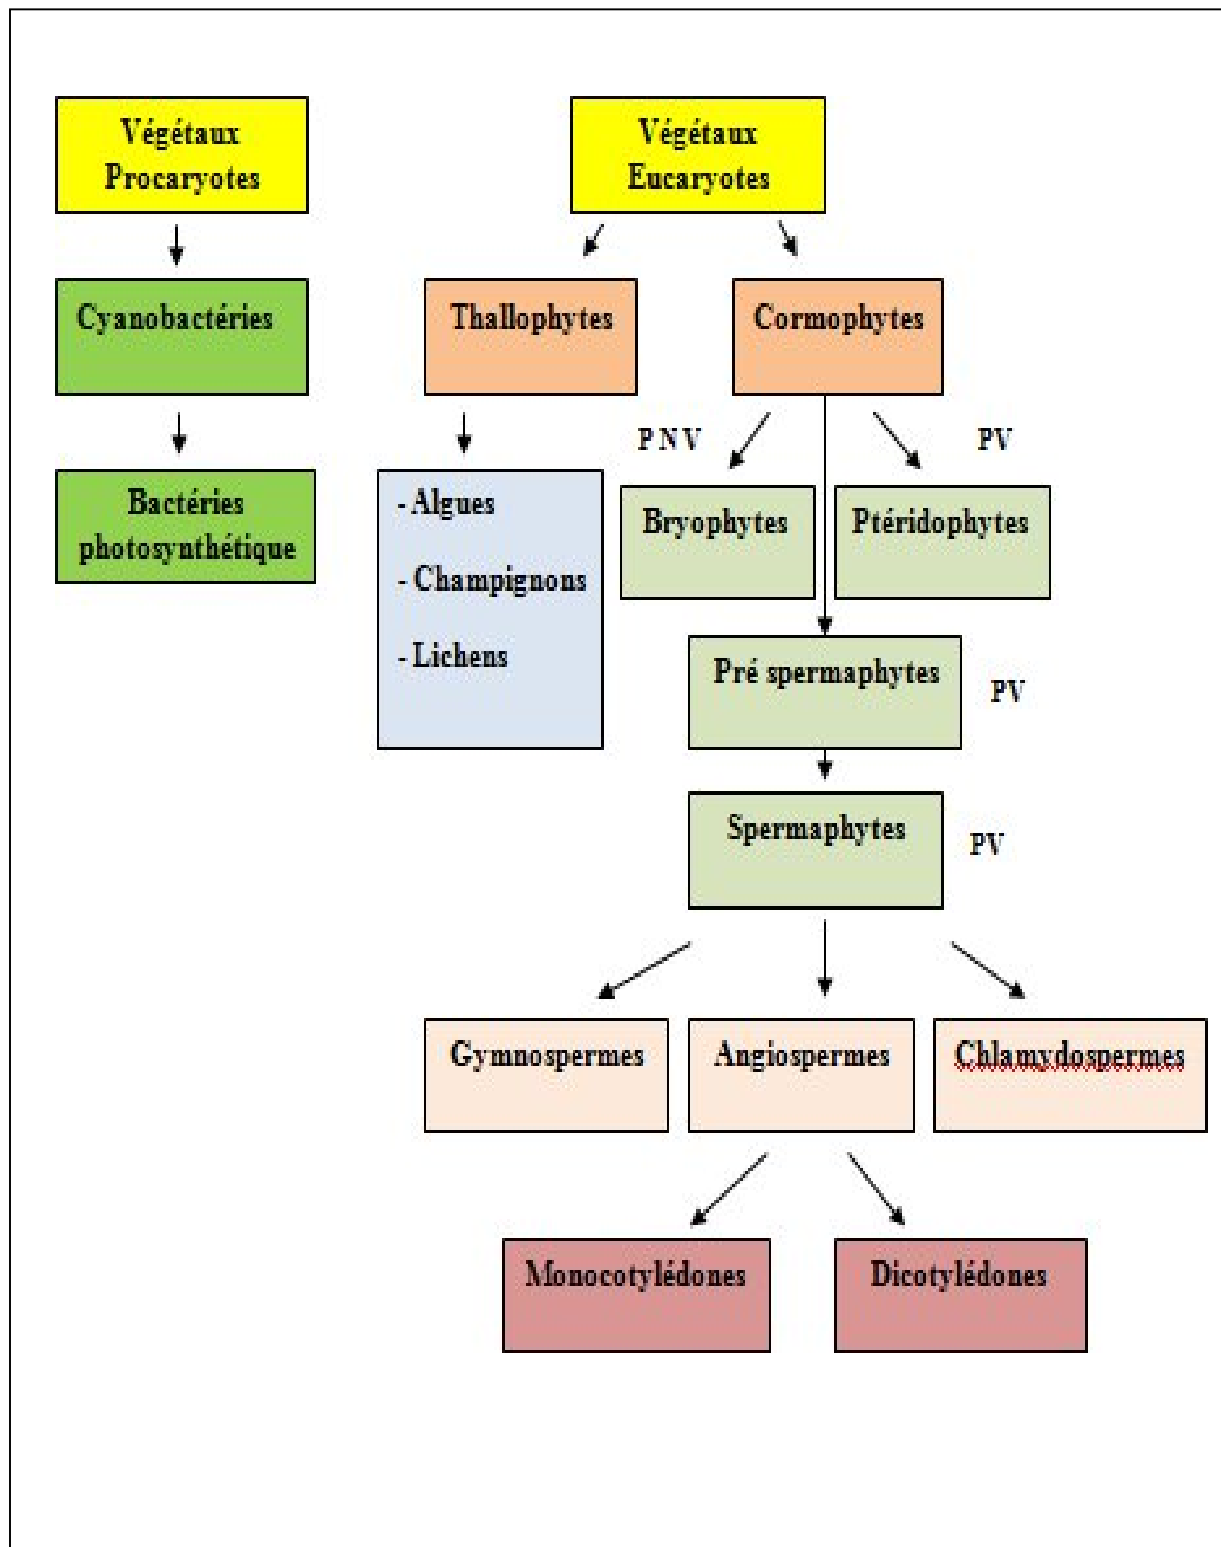 Végétaux
Procaryotes
Végétaux
Eucaryotes
Cyanobactéries
Thallophytes
Cormophytes
P N V
PV
Bactéries
photosynthétique
- Algues
- Champignons
- Lichens
Bryophytes
Ptéridophytes
Pré spermaphytes
PV
Spermaphytes
PV
Gymnospermes
Angiospermes
Chlamydospermes
Monocotylédones
Dicotylédones